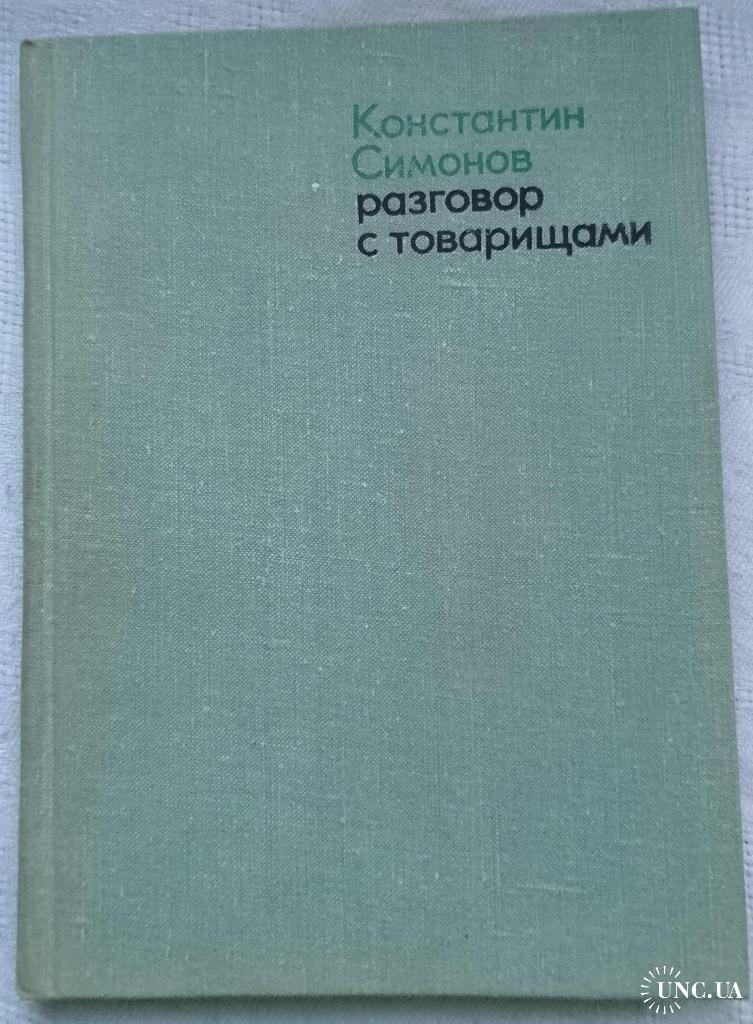 Константин
Симонов
разговор
с товарищами
UNC.UA